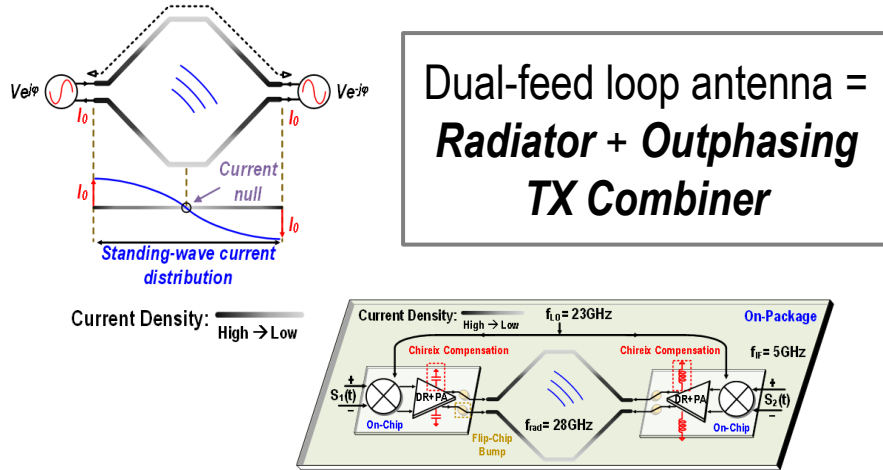 Dual-feed loop antenna =
Radiator + Outphasing
TX Combiner
Ve^jφ
Ve^-jφ
I0
I0
I0
Current
null
I0
Standing-wave current
distribution
Current Density:
High → Low
Current Density:
High → Low
fL0 = 23GHz
On-Package
Chireix Compensation
Chireix Compensation
fIF = 5GHz
+
S1(t)
−
DR+PA
On-Chip
Flip-Chip
Bump
frad = 28GHz
DR+PA
On-Chip
+
S2(t)
−